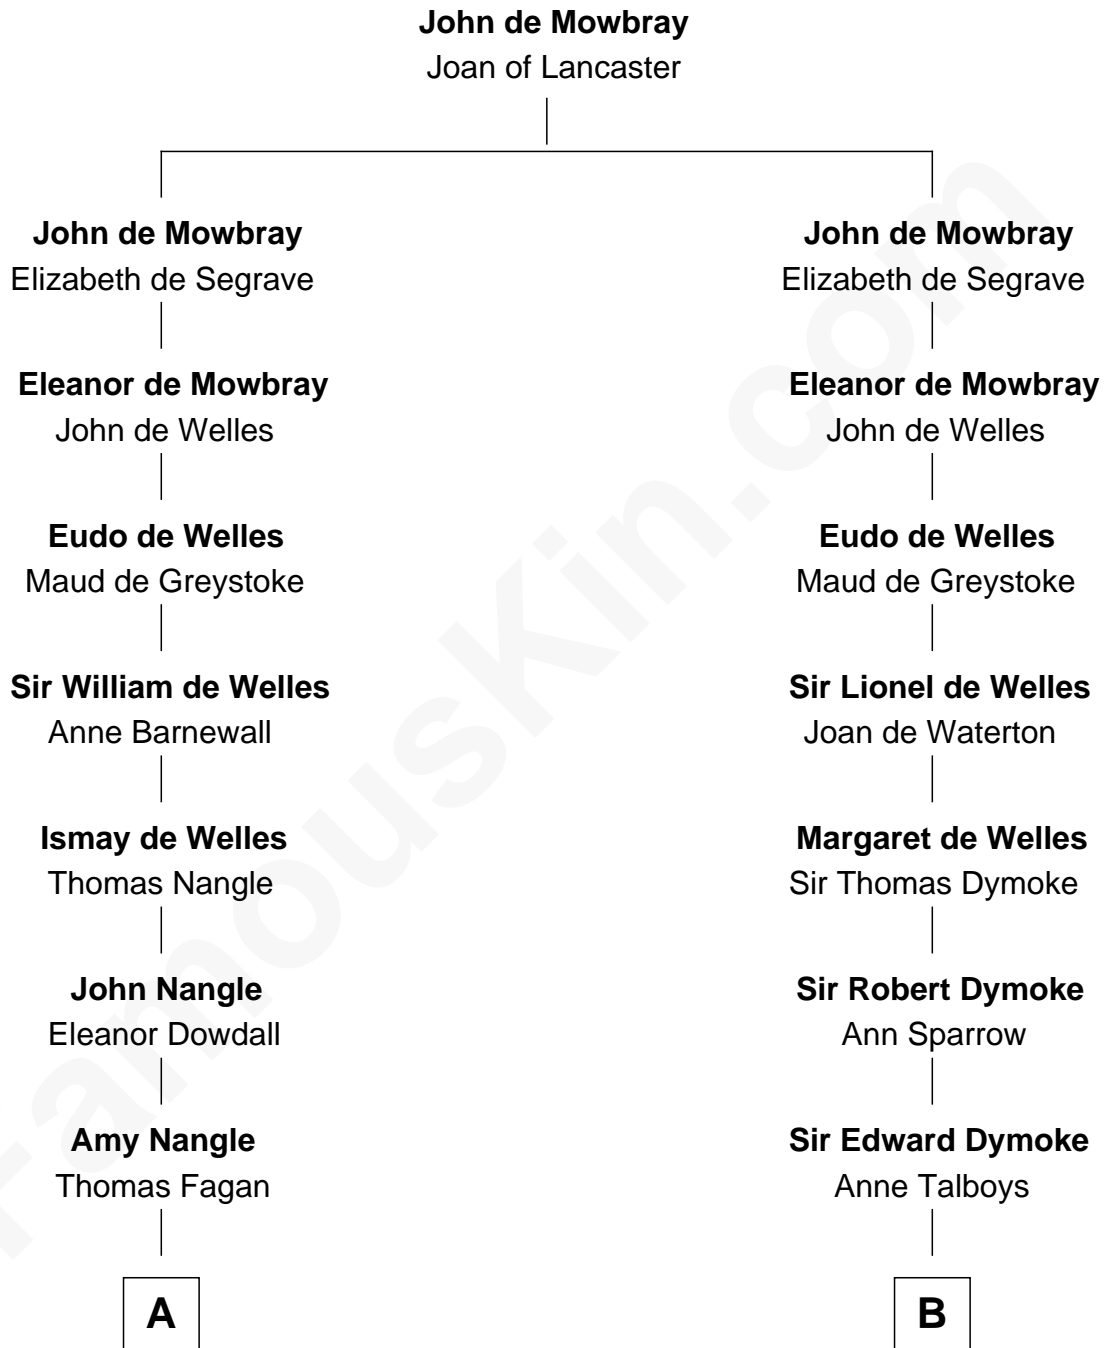 John de Mowbray
Joan of Lancaster
John de Mowbray
Elizabeth de Segrave
Eleanor de Mowbray
John de Welles
Eudo de Welles
Maud de Greystoke
Sir William de Welles
Anne Barnewall
Ismay de Welles
Thomas Nangle
John Nangle
Eleanor Dowdall
Amy Nangle
Thomas Fagan
A
John de Mowbray
Elizabeth de Segrave
Eleanor de Mowbray
John de Welles
Eudo de Welles
Maud de Greystoke
Sir Lionel de Welles
Joan de Waterton
Margaret de Welles
Sir Thomas Dymoke
Sir Robert Dymoke
Ann Sparrow
Sir Edward Dymoke
Anne Talboys
B
FamousKin.com